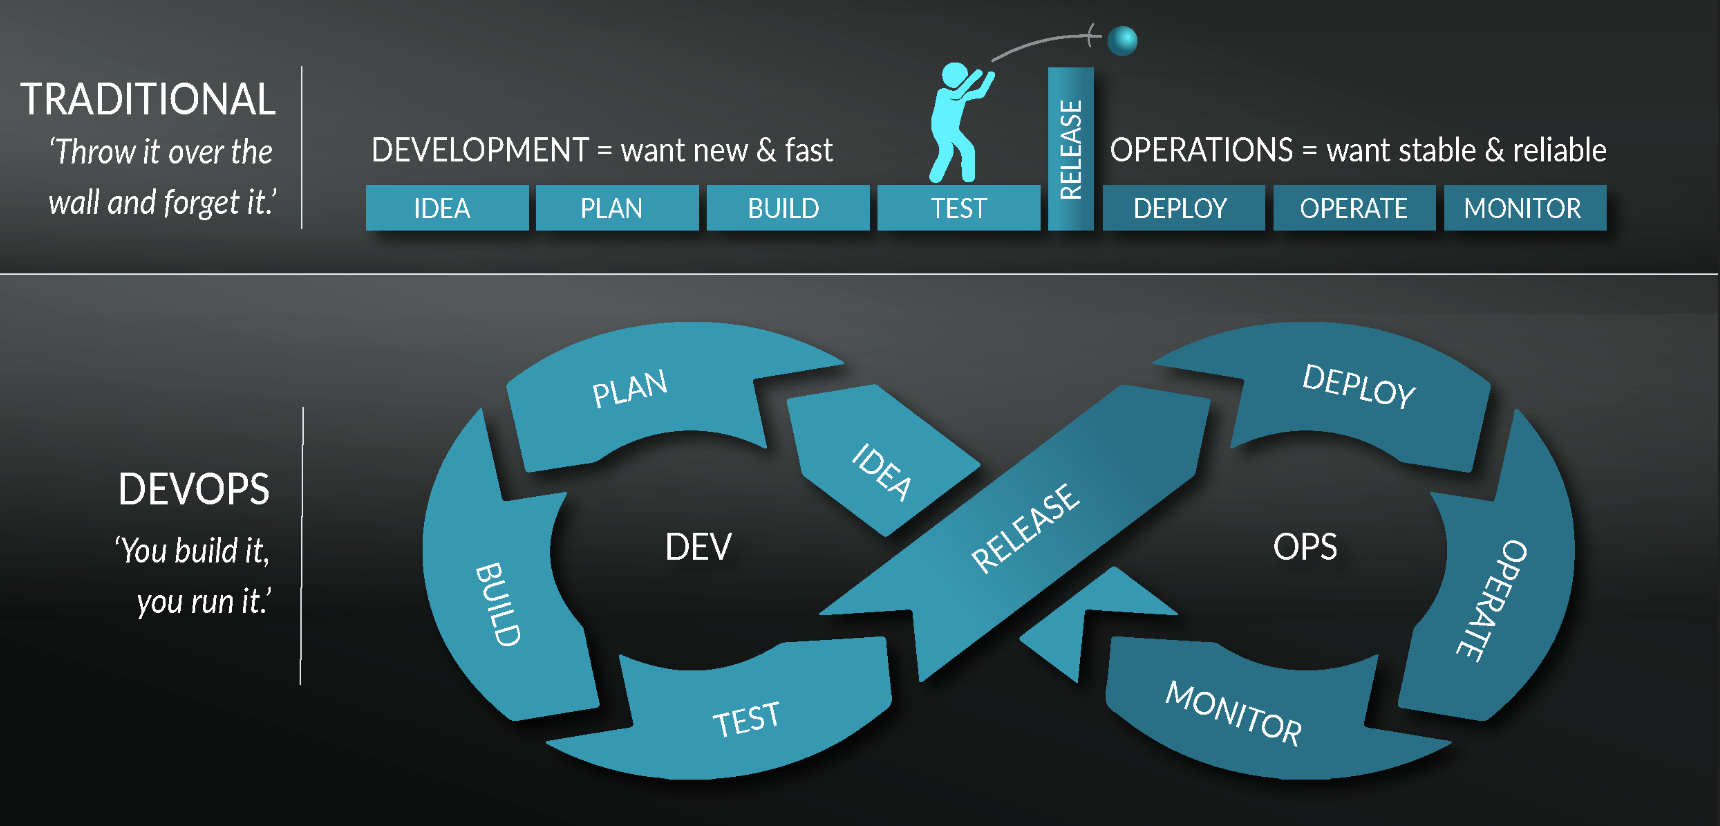 TRADITIONAL
‘Throw it over the
wall and forget it.’
DEVELOPMENT = want new & fast
OPERATIONS = want stable & reliable
IDEA
PLAN
BUILD
TEST
RELEASE
DEPLOY
OPERATE
MONITOR
DEVOPS
‘You build it,
you run it.’
DEV
PLAN
IDEA
BUILD
TEST
RELEASE
OPS
DEPLOY
OPERATE
MONITOR